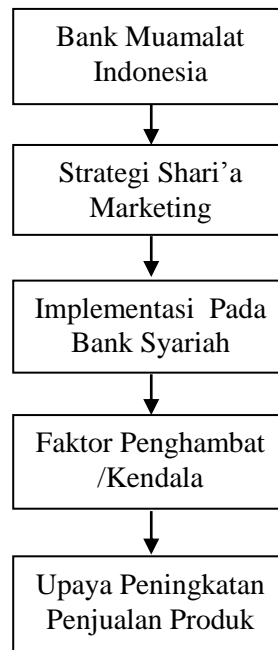 Bank Muamalat
Indonesia
Strategi Shari’a
Marketing
Implementasi  Pada
Bank Syariah
Faktor Penghambat
/Kendala
Upaya Peningkatan
Penjualan Produk